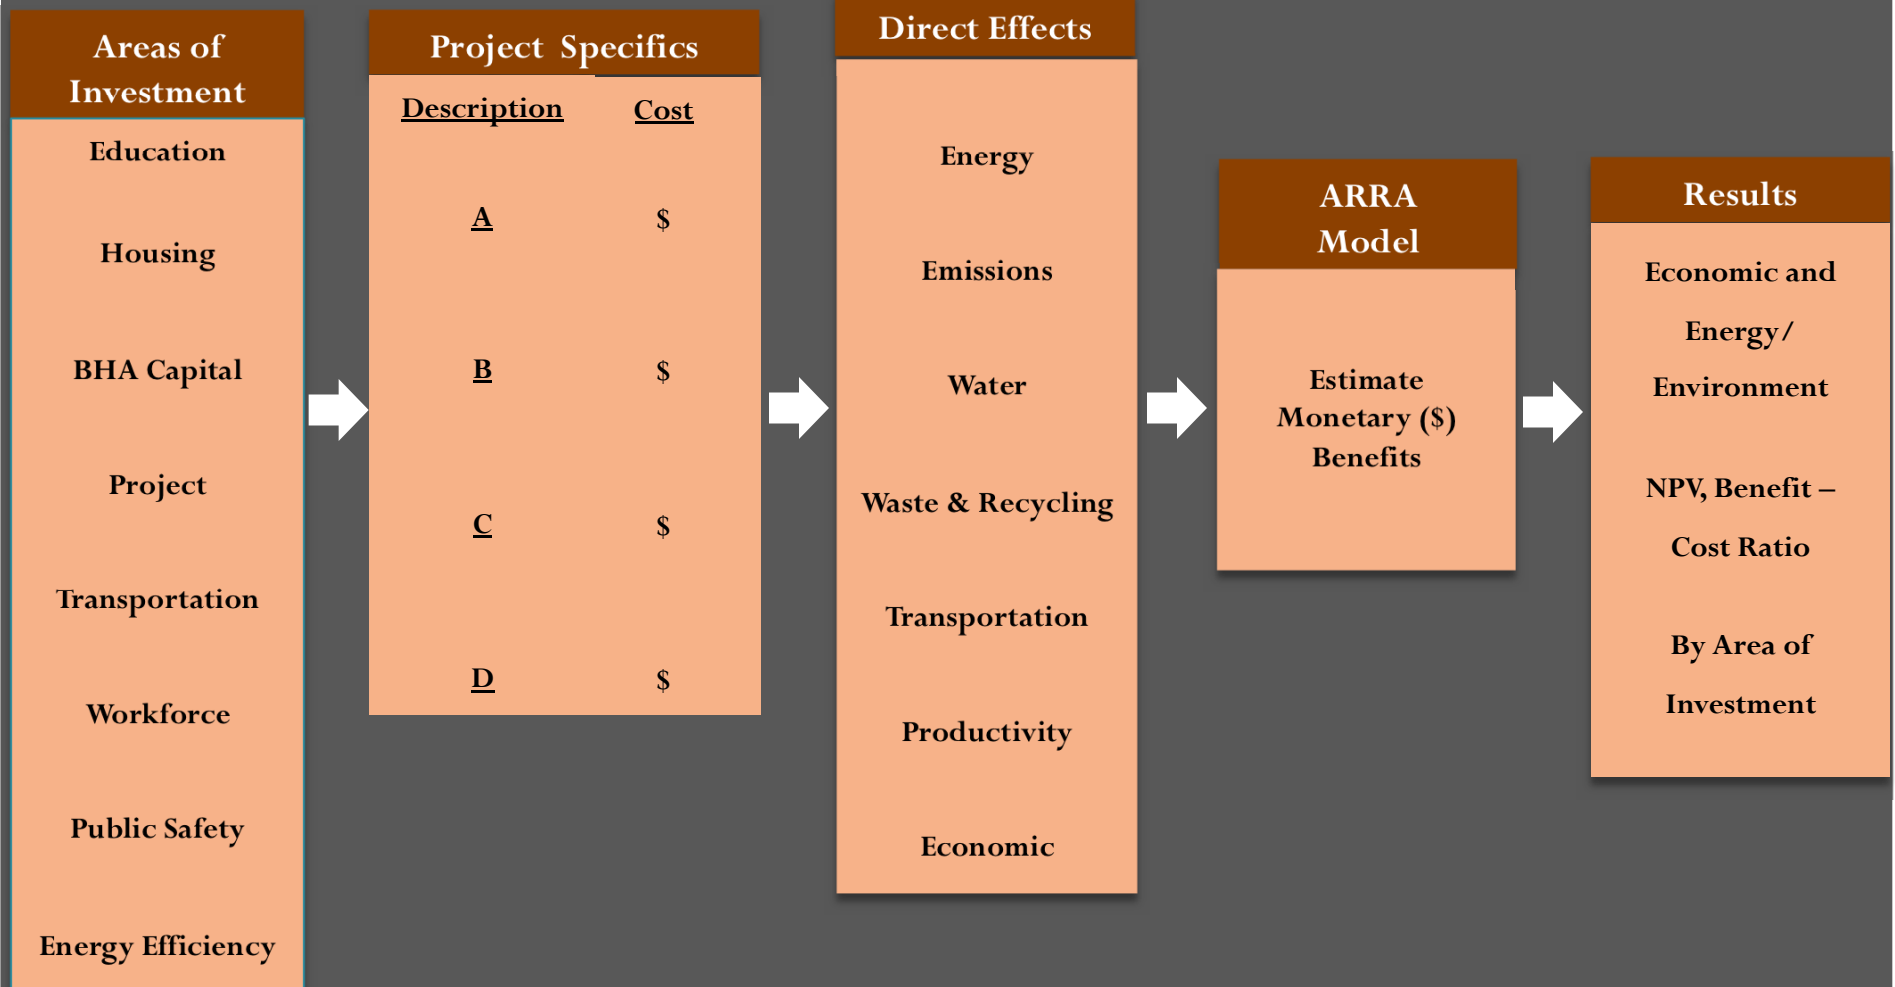 Areas of
Investment
Education
Housing
BHA Capital
Project
Transportation
Workforce
Public Safety
Energy Efficiency
Project Specifics
Description Cost
A $
B $
C $
D $
Direct Effects
Energy
Emissions
Water
Waste & Recycling
Transportation
Productivity
Economic
ARRA
Model
Estimate
Monetary ($)
Benefits
Results
Economic and
Energy/
Environment
NPV, Benefit –
Cost Ratio
By Area of
Investment